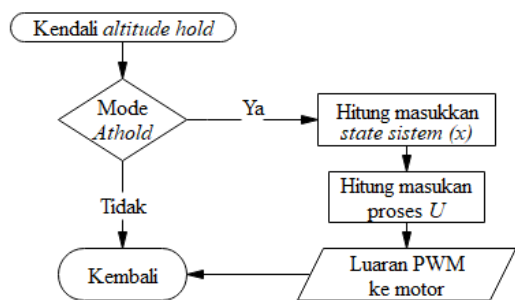 Kendali altitude hold
Mode
Athold
Ya
Hitung masukkan
state sistem (x)
Hitung masukan
proses U
Tidak
Kembali
Luaran PWM
ke motor